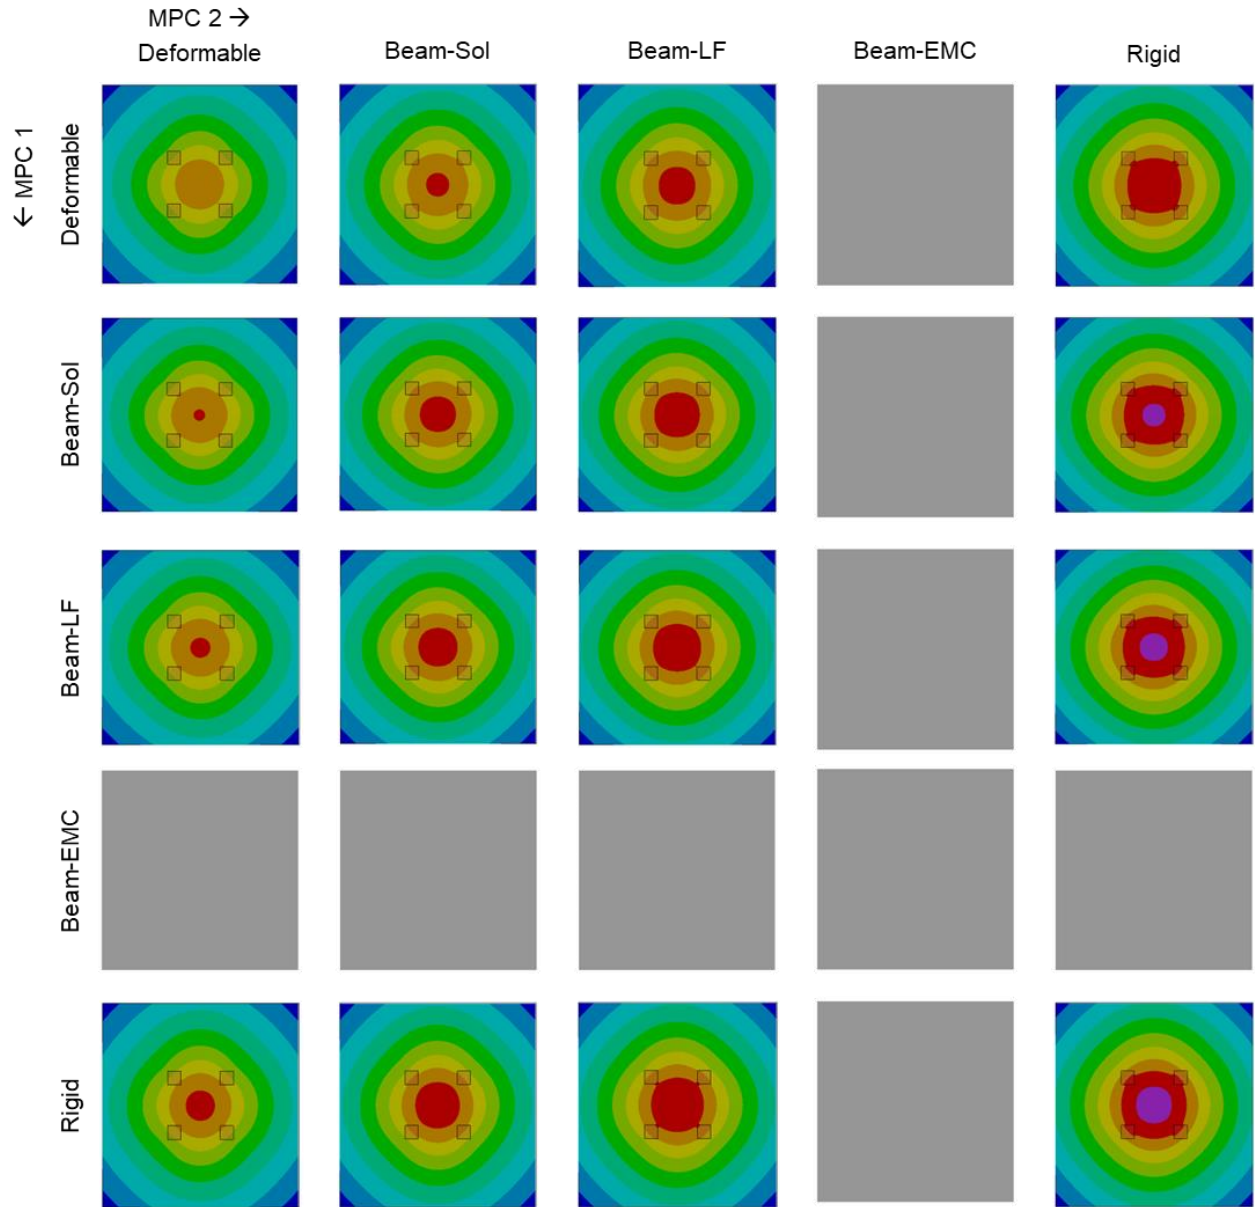 MPC 2 →
Deformable
Beam-Sol
Beam-LF
Beam-EMC
Rigid
← MPC 1
Deformable
Beam-Sol
Beam-LF
Beam-EMC
Rigid